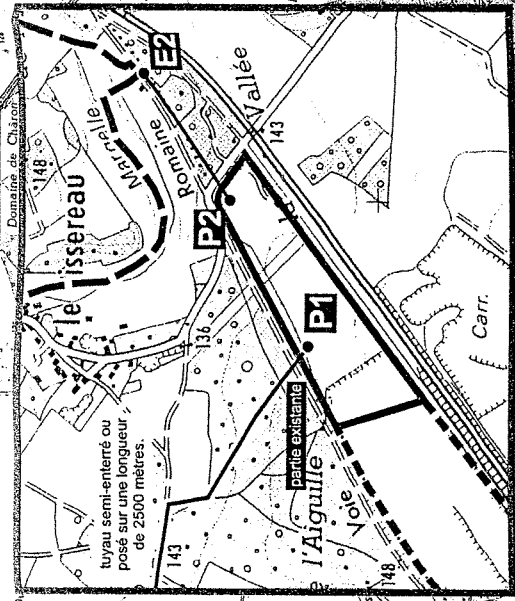 Domaine de Châron
148
le Issereau
Marcelle
Romaine
E2
Vallée
143
P2
136
P1
tuyau semi-enterré ou
posé sur une longueur
de 2500 mètres.
partie existante
143
l'Aiguille
Voie
148
Carr.